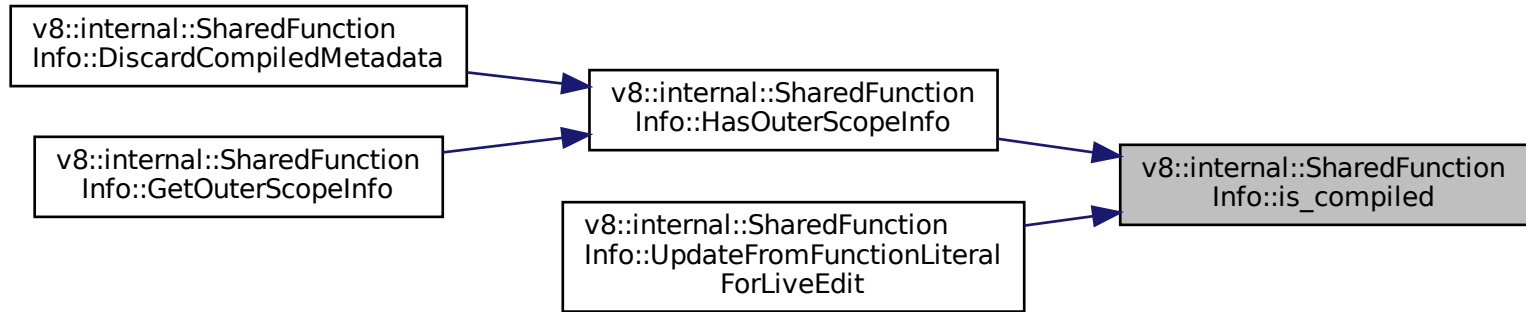 v8::internal::SharedFunction
Info::DiscardCompiledMetadata
v8::internal::SharedFunction
Info::GetOuterScopeInfo
v8::internal::SharedFunction
Info::HasOuterScopeInfo
v8::internal::SharedFunction
Info::UpdateFromFunctionLiteral
ForLiveEdit
v8::internal::SharedFunction
Info::is_compiled